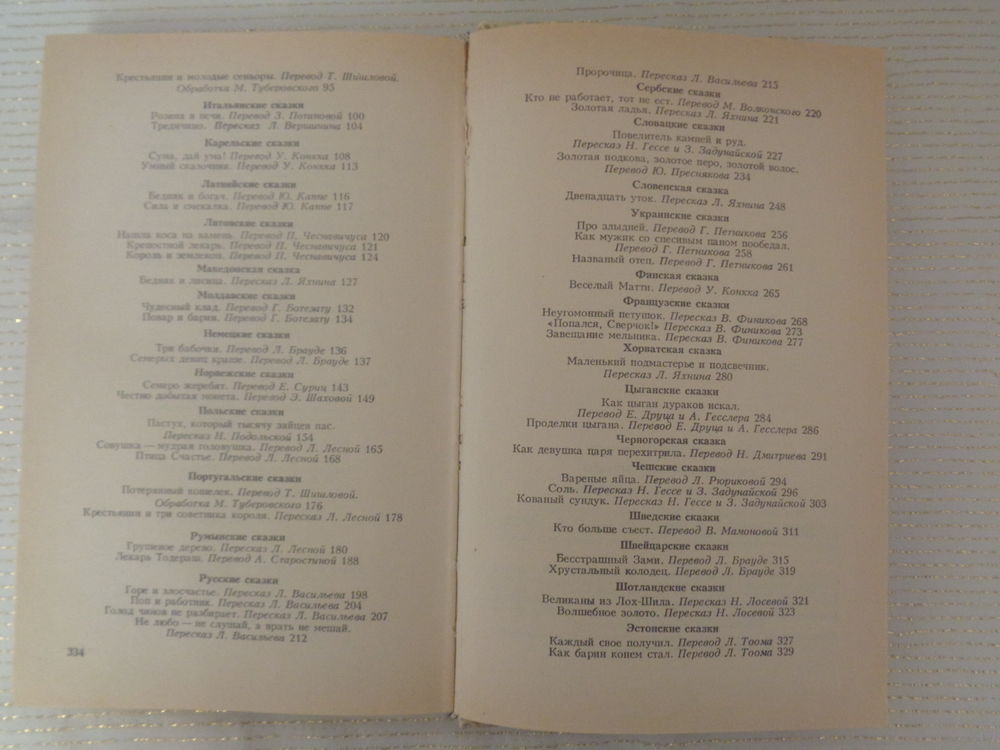 Крестьянин и молодые сеньоры. Перевод Т. Шишловой.
Обработка М. Туберовского 95
Итальянские сказки
Розина в печи. Перевод З. Потаповой 100
Тредичино. Пересказ Л. Вершинина 104
Карельские сказки
Сума, дай ума! Перевод У. Конкка 108
Умный сказочник. Перевод У. Конкка 113
Латвийские сказки
Бедняк и богач. Перевод Ю. Каппе 116
Сила и смекалка. Перевод Ю. Каппе 117
Литовские сказки
Нашла коса на камень. Перевод П. Чеснавичуса 120
Крепостной лекарь. Перевод П. Чеснавичуса 121
Король и землекоп. Перевод П. Чеснавичуса 124
Македонская сказка
Бедняк и лисица. Пересказ Л. Яхнина 127
Молдавские сказки
Чудесный клад. Перевод Г. Ботезату 132
Повар и барин. Перевод Г. Ботезату 134
Немецкие сказки
Три бабочки. Перевод Л. Брауде 136
Семерых девиц краше. Перевод Л. Брауде 137
Норвежские сказки
Семеро жеребят. Перевод Е. Суриц 143
Честно добытая монета. Перевод Э. Шаховой 149
Польские сказки
Пастух, который тысячу зайцев пас.
Пересказ Н. Подольской 154
Совушка — мудрая головушка. Перевод Л. Лесной 165
Птица Счастье. Перевод Л. Лесной 168
Португальские сказки
Потерянный кошелек. Перевод Т. Шишловой.
Обработка М. Туберовского 176
Крестьянин и три советника короля. Пересказ Л. Лесной 178
Румынские сказки
Грушевое дерево. Пересказ Л. Лесной 180
Лекарь Тодераш. Перевод А. Старостиной 188
Русские сказки
Горе и злосчастье. Пересказ Л. Васильева 198
Поп и работник. Пересказ Л. Васильева 204
Голод чинов не разбирает. Пересказ Л. Васильева 207
Не любо — не слушай, а врать не мешай.
Пересказ Л. Васильева 212
334
Пророчица. Пересказ Л. Васильева 215
Сербские сказки
Кто не работает, тот не ест. Перевод М. Волконского 220
Золотая ладья. Пересказ Л. Яхнина 221
Словацкие сказки
Повелитель камней и руд.
Пересказ Н. Гессе и З. Задунайской 227
Золотая подкова, золотое перо, золотой волос.
Перевод Ю. Преснякова 234
Словенская сказка
Двенадцать уток. Пересказ Л. Яхнина 248
Украинские сказки
Про злыдней. Перевод Г. Петникова 256
Как мужик со спесивым паном пообедал.
Перевод Г. Петникова 258
Названый отец. Перевод Г. Петникова 261
Финская сказка
Веселый Матти. Перевод У. Конкка 265
Французские сказки
Неугомонный петушок. Пересказ В. Финикова 268
«Попался, Сверчок!» Пересказ В. Финикова 273
Завещание мельника. Пересказ В. Финикова 277
Хорватская сказка
Маленький подмастерье и подсвечник.
Пересказ Л. Яхнина 280
Цыганские сказки
Как цыган дураков искал.
Перевод Е. Друца и А. Гесслера 284
Проделки цыгана. Перевод Е. Друца и А. Гесслера 286
Черногорская сказка
Как девушка царя перехитрила. Перевод Н. Дмитриева 291
Чешские сказки
Вареные яйца. Перевод Л. Рюриковой 294
Соль. Пересказ Н. Гессе и З. Задунайской 296
Кованый сундук. Пересказ Н. Гессе и З. Задунайской 303
Шведские сказки
Кто больше съест. Перевод В. Мамоновой 311
Швейцарские сказки
Бесстрашный Зами. Перевод Л. Брауде 315
Хрустальный колодец. Перевод Л. Брауде 319
Шотландские сказки
Великаны из Лох-Шила. Пересказ Н. Лосевой 321
Волшебное золото. Пересказ Н. Лосевой 323
Эстонские сказки
Каждый свое получил. Перевод Л. Тоома 327
Как барин конем стал. Перевод Л. Тоома 329